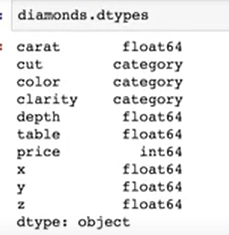 diamonds.dtypes
carat float64
cut category
color category
clarity category
depth float64
table float64
price int64
x float64
y float64
z float64
dtype: object